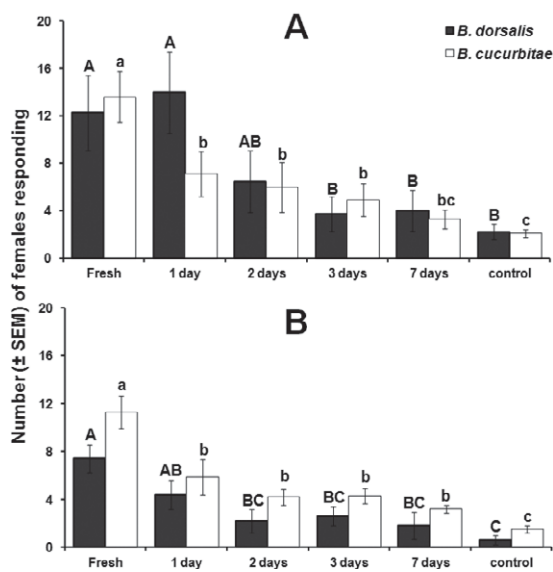 A
B. dorsalis
B. cucurbitae
20
16
12
8
4
0
A a
A b
AB b
B b
B bc
B c
Fresh 1 day 2 days 3 days 7 days control
Number (± SEM) of females responding
B
20
16
12
8
4
0
A a
AB b
BC b
BC b
BC b
C c
Fresh 1 day 2 days 3 days 7 days control